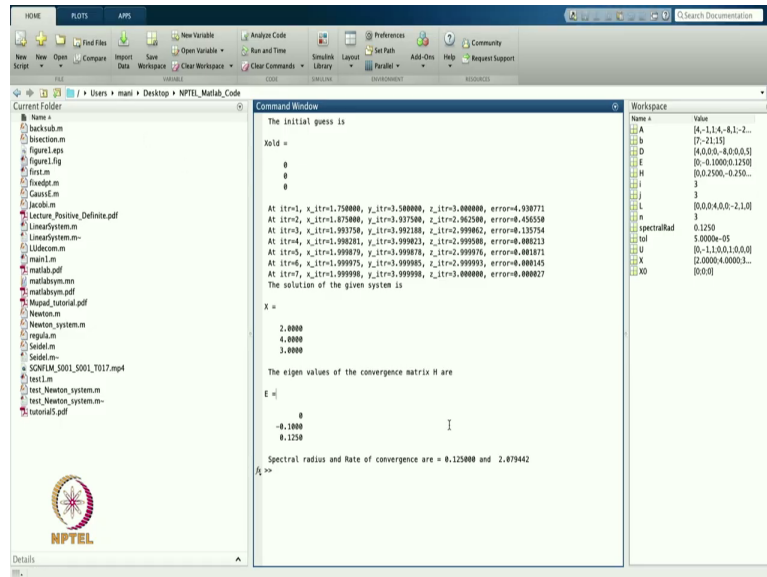 HOME PLOTS APPS Search Documentation
New Script New Open Find Files Compare Import Data Save Workspace New Variable Open Variable Clear Workspace Analyze Code Run and Time Clear Commands Simulink Library Layout Preferences Set Path Parallel Add-Ons Help Community Request Support
FILE VARIABLE CODE SIMULINK ENVIRONMENT RESOURCES
/ Users mani Desktop NPTEL_Matlab_Code
Current Folder
Name
backsub.m
bisection.m
figure1.eps
figure1.fig
first.m
fixedpt.m
GaussE.m
Jacobi.m
Lecture_Positive_Definite.pdf
LinearSystem.m
LinearSystem.m~
LUdecom.m
main1.m
matlab.pdf
matlabsym.mn
matlabsym.pdf
Mupad_tutorial.pdf
Newton.m
Newton_system.m
regula.m
Seidel.m
Seidel.m~
SGNFLM_S001_S001_T017.mp4
test1.m
test_Newton_system.m
test_Newton_system.m~
tutorial5.pdf
NPTEL
Details
Command Window
The initial guess is
Xold =
0
0
0
At itr=1, x_itr=1.750000, y_itr=3.500000, z_itr=3.000000, error=4.930771
At itr=2, x_itr=1.875000, y_itr=3.937500, z_itr=2.962500, error=0.456550
At itr=3, x_itr=1.993750, y_itr=3.992188, z_itr=2.999062, error=0.135754
At itr=4, x_itr=1.998281, y_itr=3.999023, z_itr=2.999508, error=0.008213
At itr=5, x_itr=1.999879, y_itr=3.999878, z_itr=2.999976, error=0.001871
At itr=6, x_itr=1.999975, y_itr=3.999985, z_itr=2.999993, error=0.000145
At itr=7, x_itr=1.999998, y_itr=3.999998, z_itr=3.000000, error=0.000027
The solution of the given system is
X =
2.0000
4.0000
3.0000
The eigen values of the convergence matrix H are
E =
0
-0.1000
0.1250
Spectral radius and Rate of convergence are = 0.125000 and 2.079442
fx >>
Workspace
Name Value
A [4,-1,1;4,-8,1;-2...
b [7;-21;15]
D [4,0,0;0,-8,0;0,0,5]
E [0;-0.1000;0.1250]
H [0,0.2500,-0.250...
i 3
j 3
L [0,0,0;4,0,0;-2,1,0]
n 3
spectralRad 0.1250
tol 5.0000e-05
U [0,-1,1;0,0,1;0,0,0]
X [2.0000;4.0000;3...
X0 [0;0;0]